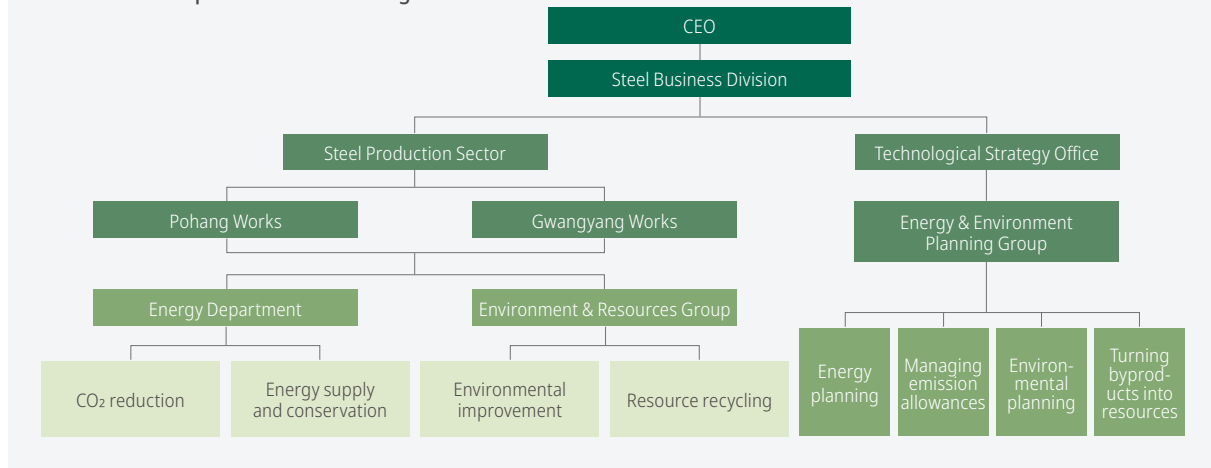 CEO
Steel Business Division
Steel Production Sector
Technological Strategy Office
Pohang Works
Gwangyang Works
Energy & Environment
Planning Group
Energy Department
Environment & Resources Group
CO₂ reduction
Energy supply
and conservation
Environmental
improvement
Resource recycling
Energy
planning
Managing
emission
allowances
Environ-
mental
planning
Turning
byprod-
ucts into
resources